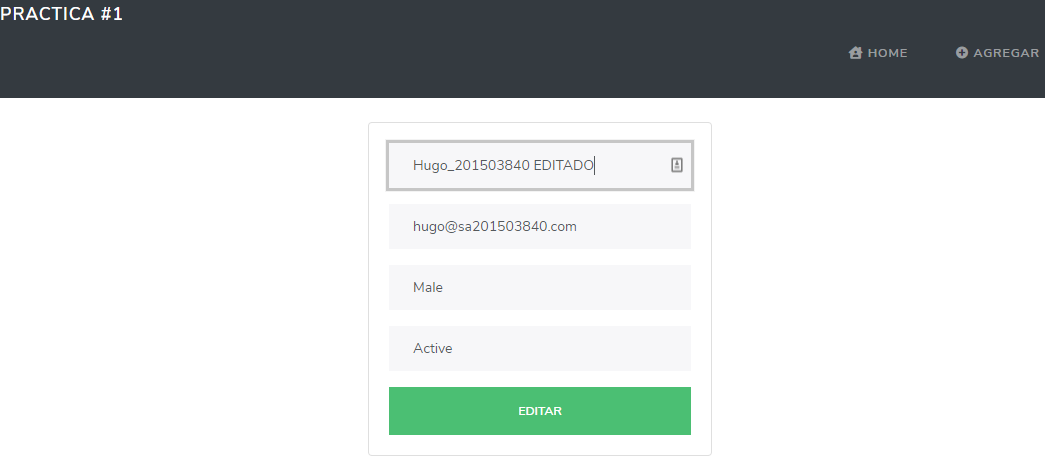 PRACTICA #1
HOME AGREGAR
Hugo_201503840 EDITADO
hugo@sa201503840.com
Male
Active
EDITAR